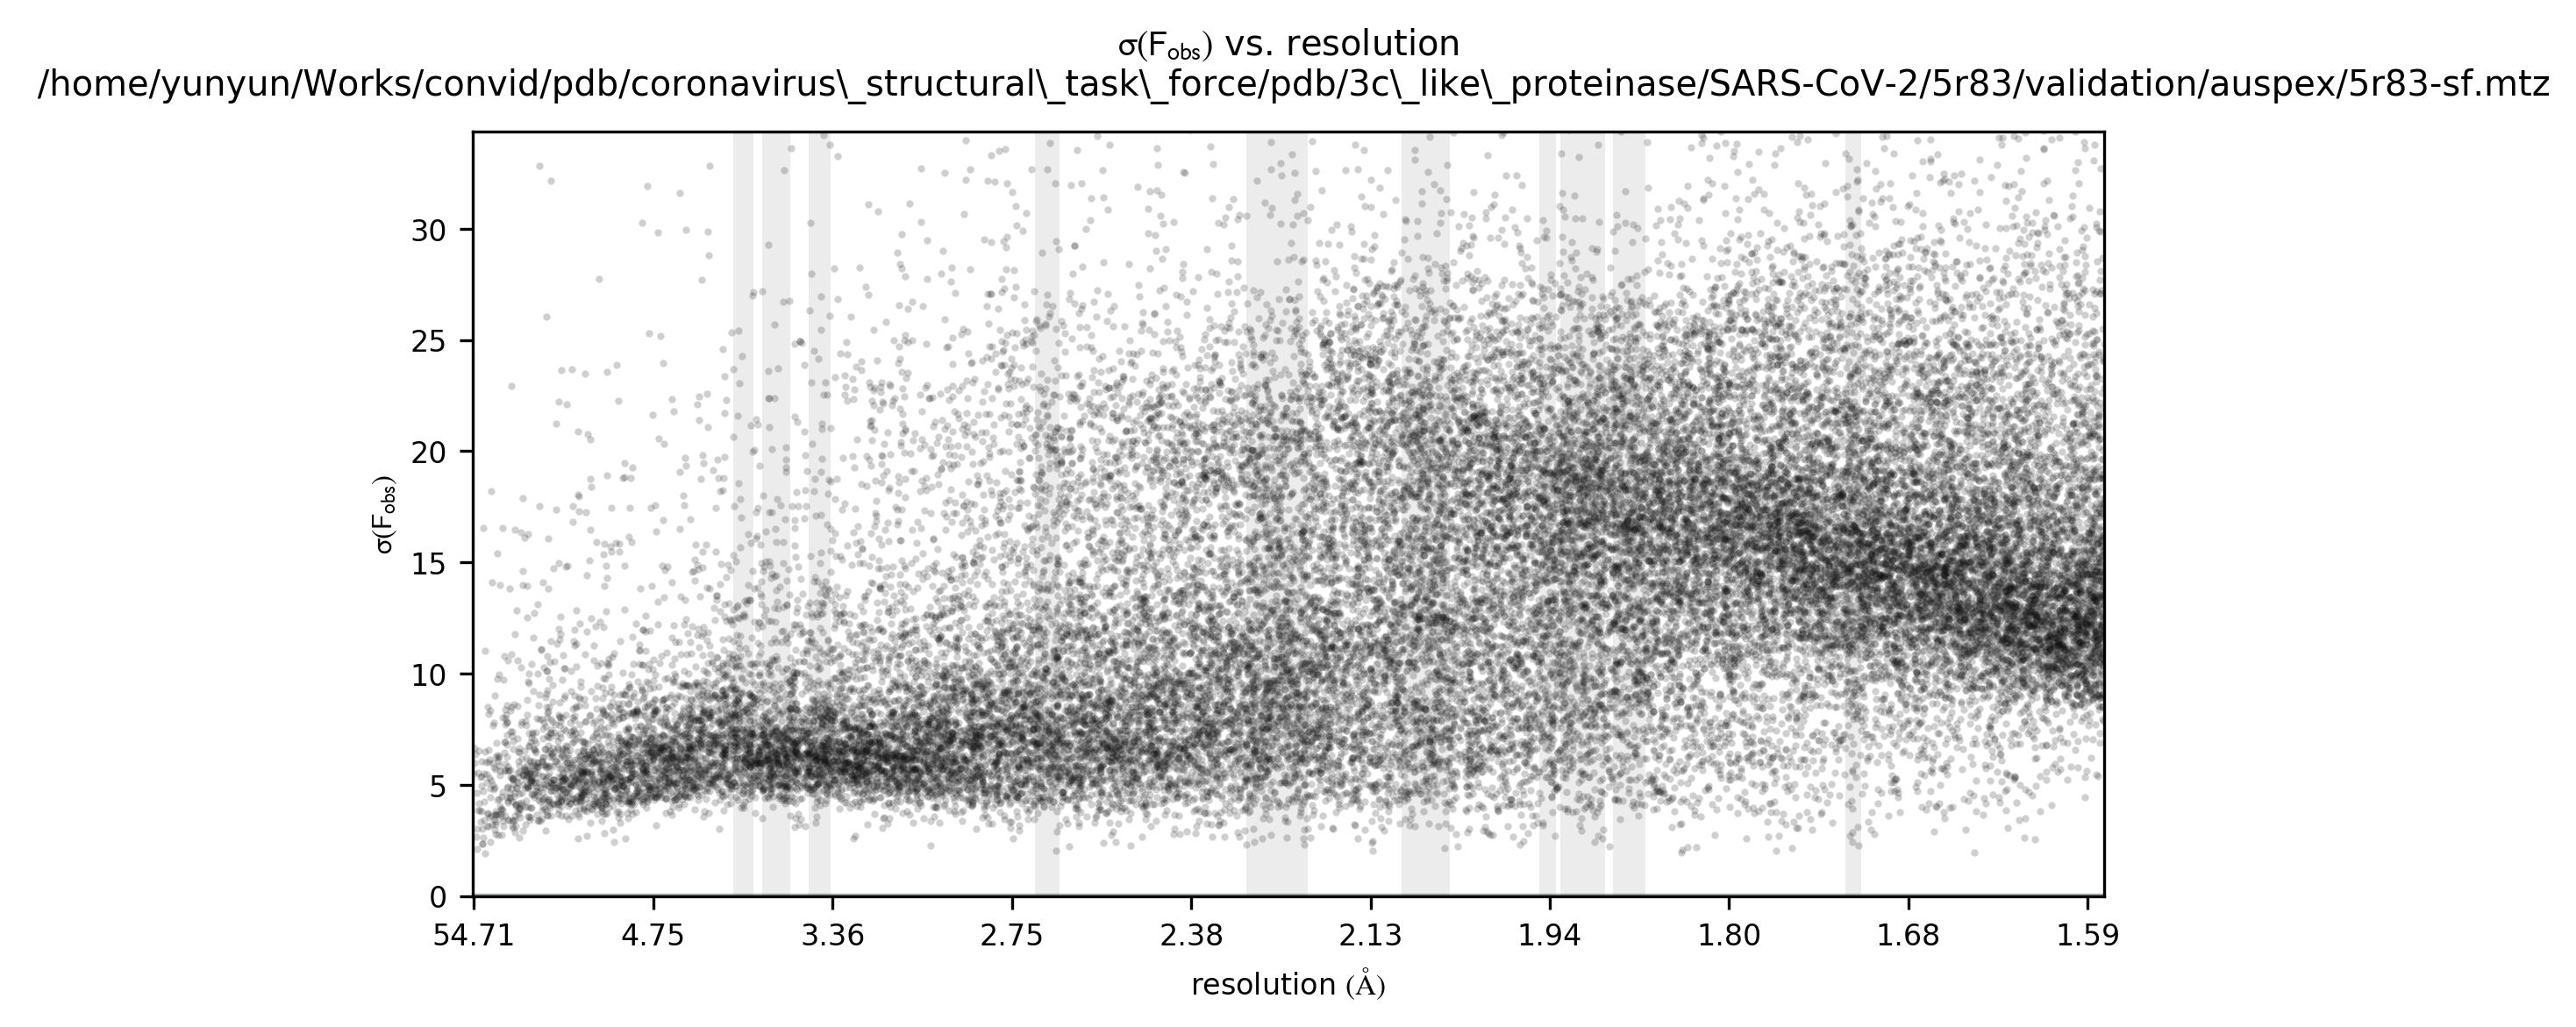 σ(F_obs) vs. resolution
/home/yunyun/Works/convid/pdb/coronavirus\_structural\_task\_force/pdb/3c\_like\_proteinase/SARS-CoV-2/5r83/validation/auspex/5r83-sf.mtz
30
25
20
15
10
5
0
σ(F_obs)
54.71 4.75 3.36 2.75 2.38 2.13 1.94 1.80 1.68 1.59
resolution (Å)